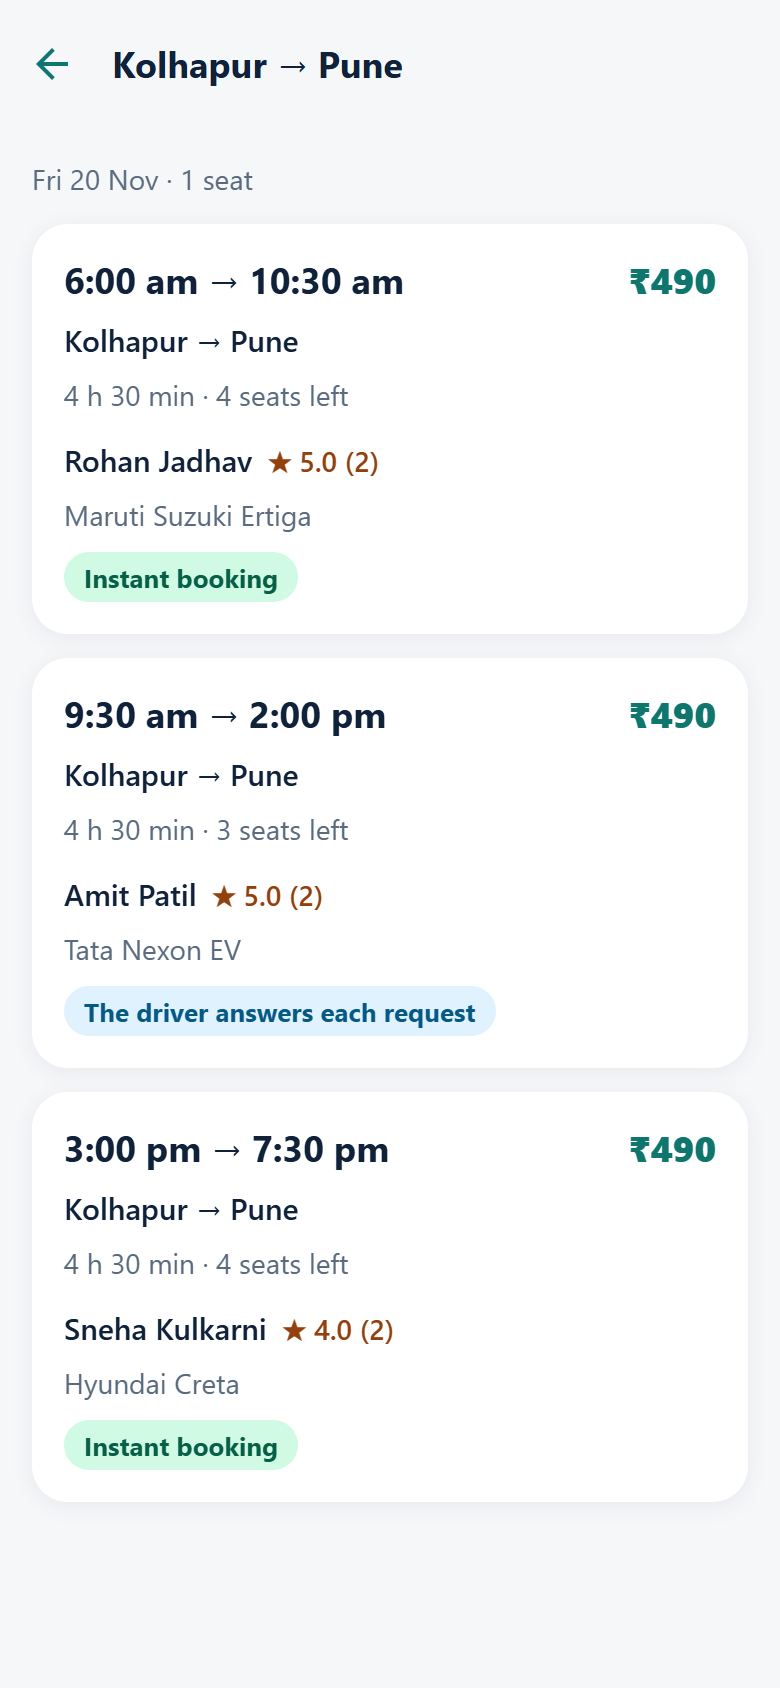 Kolhapur → Pune
Fri 20 Nov · 1 seat
6:00 am → 10:30 am ₹490
Kolhapur → Pune
4 h 30 min · 4 seats left
Rohan Jadhav ★ 5.0 (2)
Maruti Suzuki Ertiga
Instant booking
9:30 am → 2:00 pm ₹490
Kolhapur → Pune
4 h 30 min · 3 seats left
Amit Patil ★ 5.0 (2)
Tata Nexon EV
The driver answers each request
3:00 pm → 7:30 pm ₹490
Kolhapur → Pune
4 h 30 min · 4 seats left
Sneha Kulkarni ★ 4.0 (2)
Hyundai Creta
Instant booking